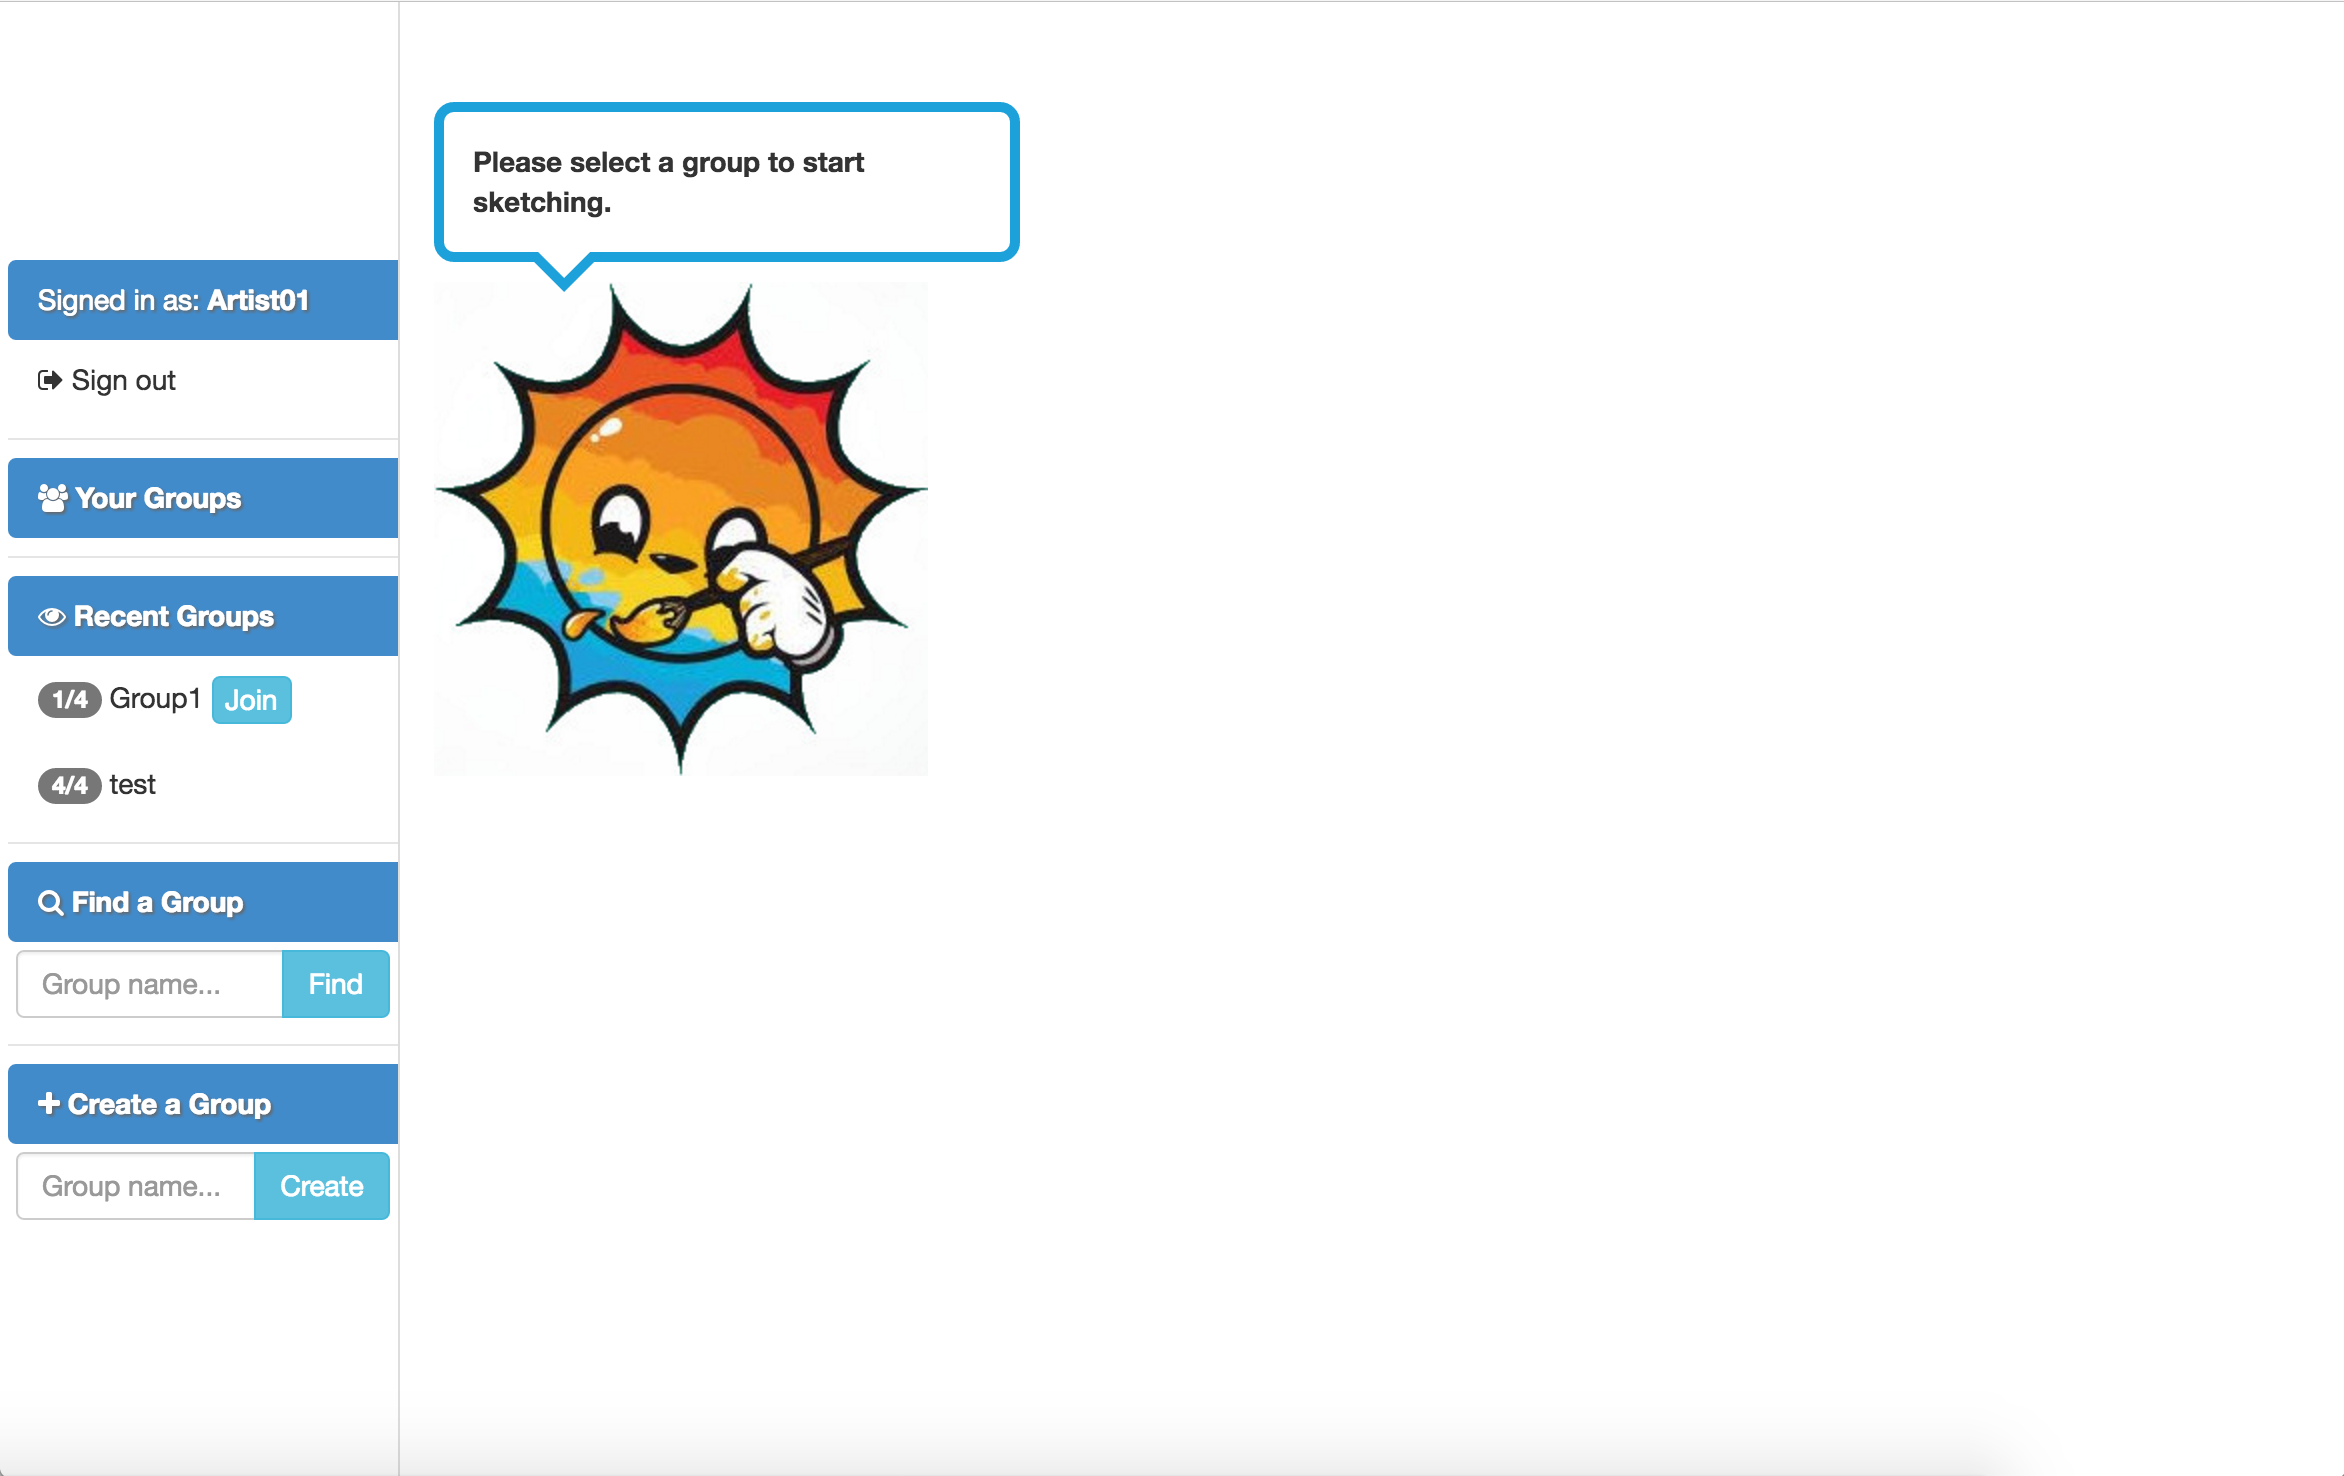 Please select a group to start
sketching.
Signed in as: Artist01
Sign out
Your Groups
Recent Groups
1/4 Group1 Join
4/4 test
Find a Group
Group name... Find
Create a Group
Group name... Create